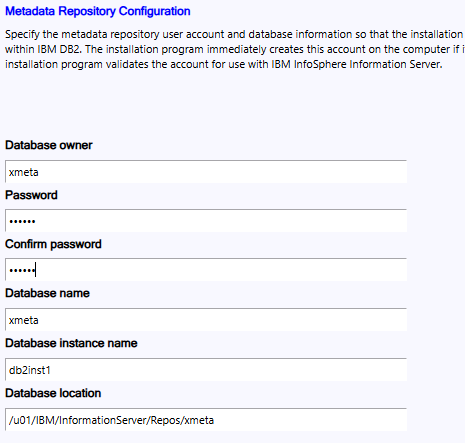 Metadata Repository Configuration
Specify the metadata repository user account and database information so that the installation
within IBM DB2. The installation program immediately creates this account on the computer if i
installation program validates the account for use with IBM InfoSphere Information Server.
Database owner
xmeta
Password
••••••
Confirm password
••••••
Database name
xmeta
Database instance name
db2inst1
Database location
/u01/IBM/InformationServer/Repos/xmeta